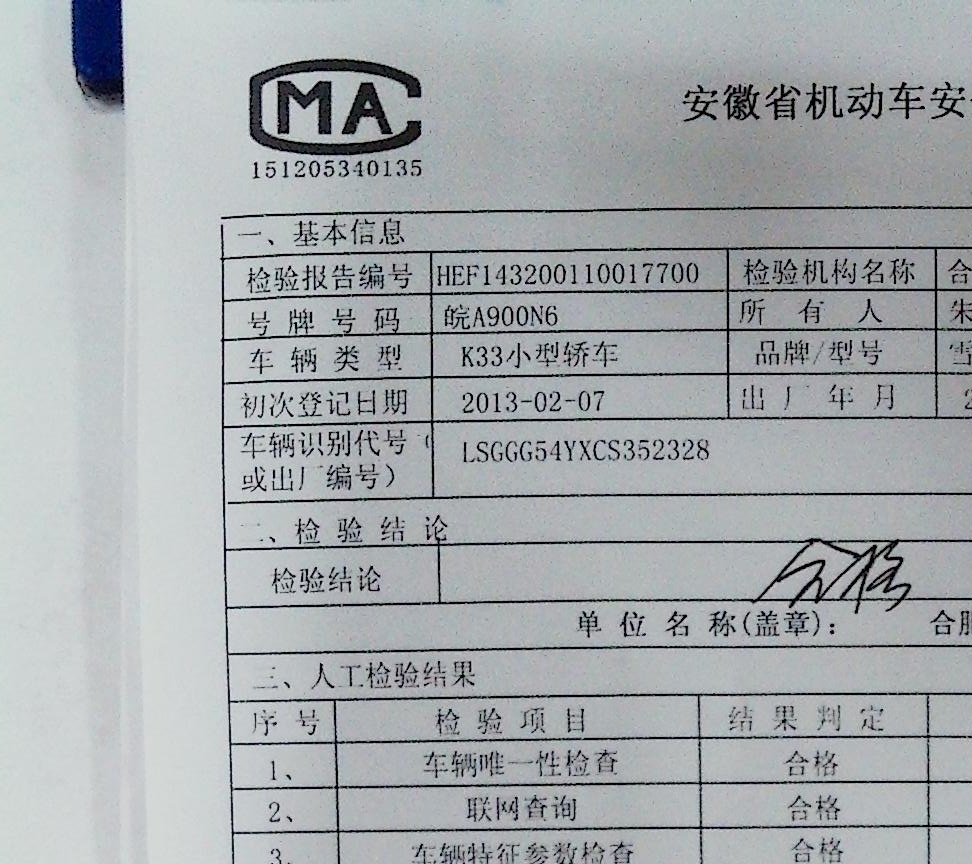 CMA
151205340135
安徽省机动车安
一、基本信息
检验报告编号 HEF143200110017700 检验机构名称 合
号牌号码 皖A900N6 所有人 朱
车辆类型 K33小型轿车 品牌/型号 雪
初次登记日期 2013-02-07 出厂年月 2
车辆识别代号(
或出厂编号) LSGGG54YXCS352328
二、检验结论
检验结论 合格
单位名称(盖章): 合肥
三、人工检验结果
序号 检验项目 结果判定
1、 车辆唯一性检查 合格
2、 联网查询 合格
3、 车辆特征参数检查 合格